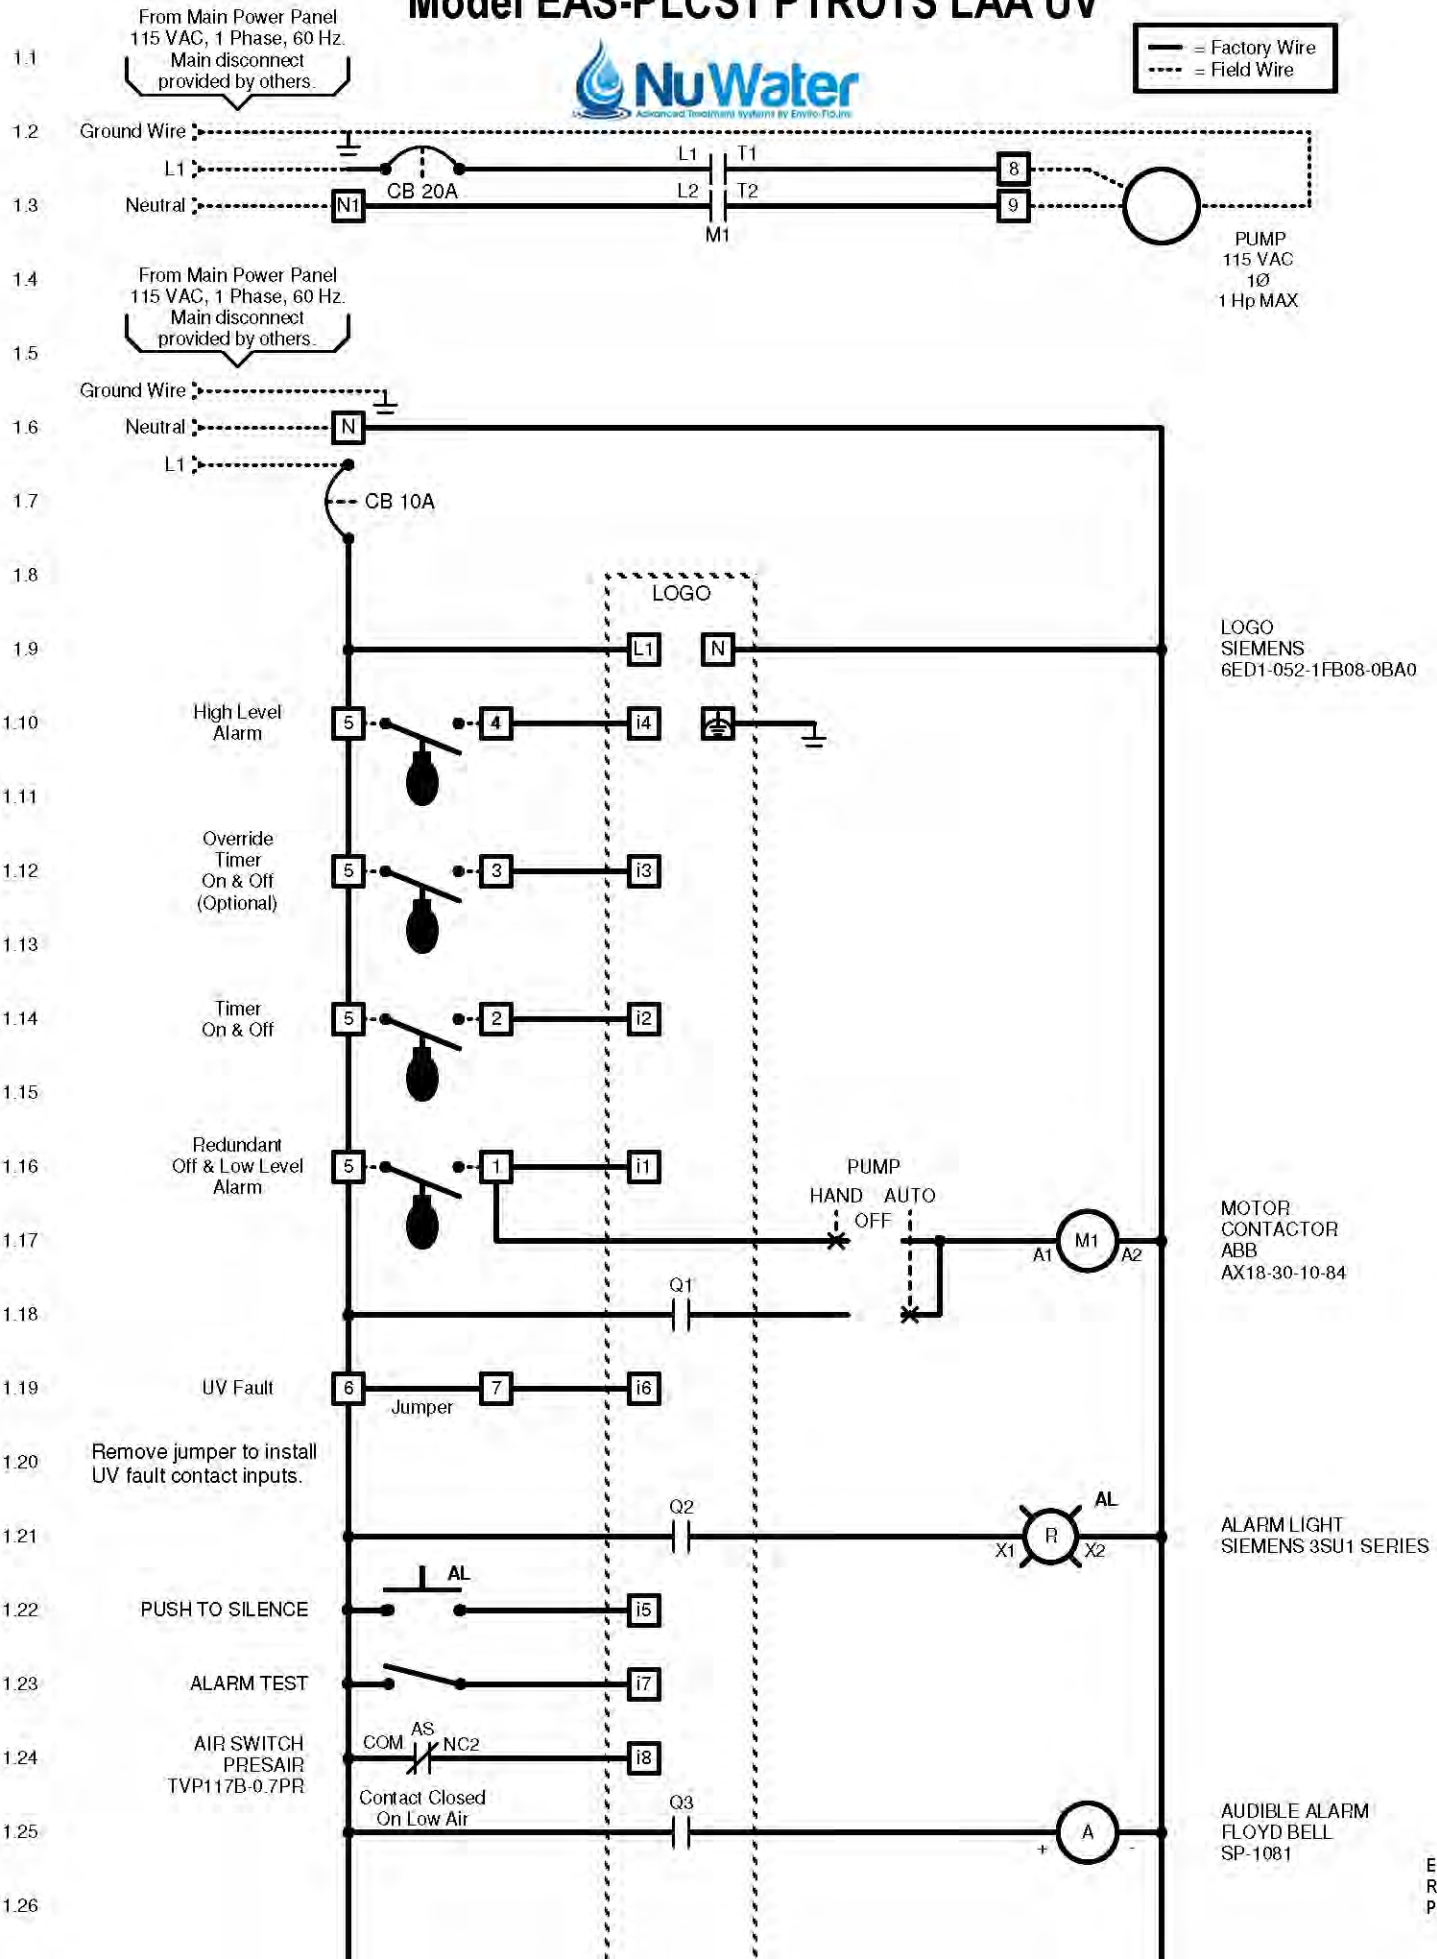 Model EAS-PLCST PTROTS LAA UV
From Main Power Panel
115 VAC, 1 Phase, 60 Hz.
Main disconnect
provided by others.
= Factory Wire
= Field Wire
NuWater
Advanced Treatment Systems by Enviro-Flo, Inc
1.1
1.2
Ground Wire
L1
CB 20A
L1
T1
8
1.3
Neutral
N1
L2
T2
9
M1
PUMP
115 VAC
1Ø
1 Hp MAX
1.4
From Main Power Panel
115 VAC, 1 Phase, 60 Hz.
Main disconnect
provided by others.
1.5
Ground Wire
1.6
Neutral
N
L1
1.7
CB 10A
1.8
LOGO
1.9
L1
N
LOGO
SIEMENS
6ED1-052-1FB08-0BA0
1.10
High Level
Alarm
5
4
i4
1.11
1.12
Override
Timer
On & Off
(Optional)
5
3
i3
1.13
1.14
Timer
On & Off
5
2
i2
1.15
1.16
Redundant
Off & Low Level
Alarm
5
1
i1
PUMP
HAND
AUTO
OFF
1.17
A1
M1
A2
MOTOR
CONTACTOR
ABB
AX18-30-10-84
1.18
Q1
1.19
UV Fault
6
Jumper
7
i6
1.20
Remove jumper to install
UV fault contact inputs.
1.21
Q2
X1
R
X2
AL
ALARM LIGHT
SIEMENS 3SU1 SERIES
1.22
PUSH TO SILENCE
AL
i5
1.23
ALARM TEST
i7
1.24
AIR SWITCH
PRESAIR
TVP117B-0.7PR
COM
AS
NC2
i8
Contact Closed
On Low Air
1.25
Q3
+
A
-
AUDIBLE ALARM
FLOYD BELL
SP-1081
1.26
E
R
P